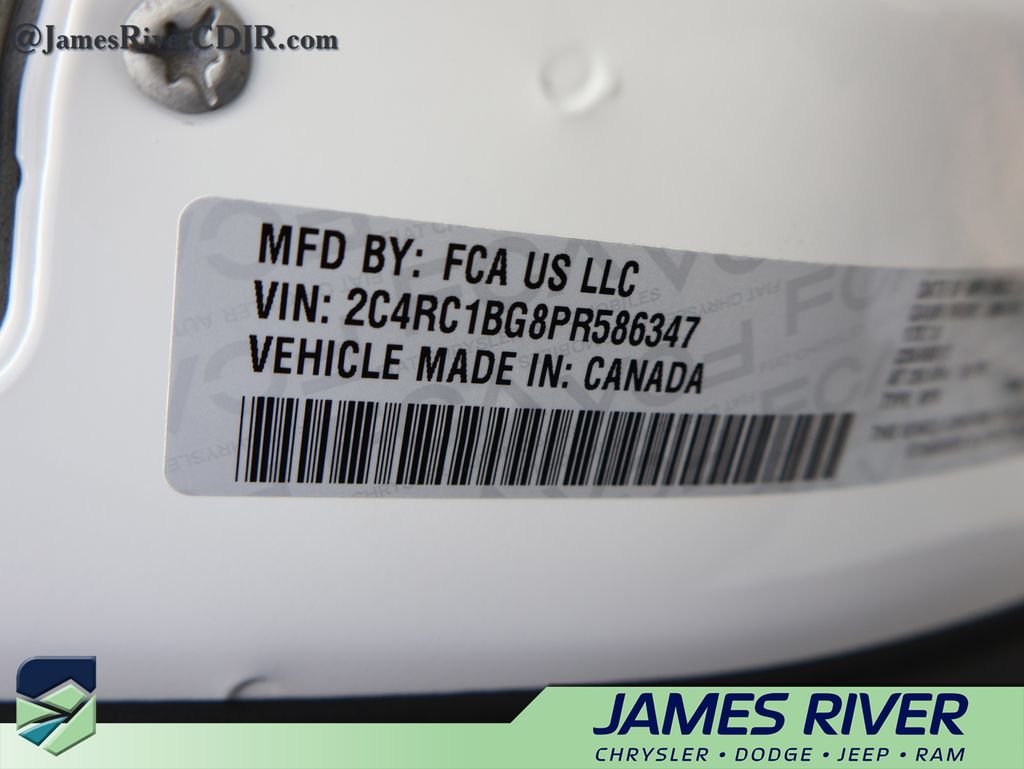 @JamesRiverCDJR.com
MFD BY: FCA US LLC
VIN: 2C4RC1BG8PR586347
VEHICLE MADE IN: CANADA
JAMES RIVER
CHRYSLER • DODGE • JEEP • RAM